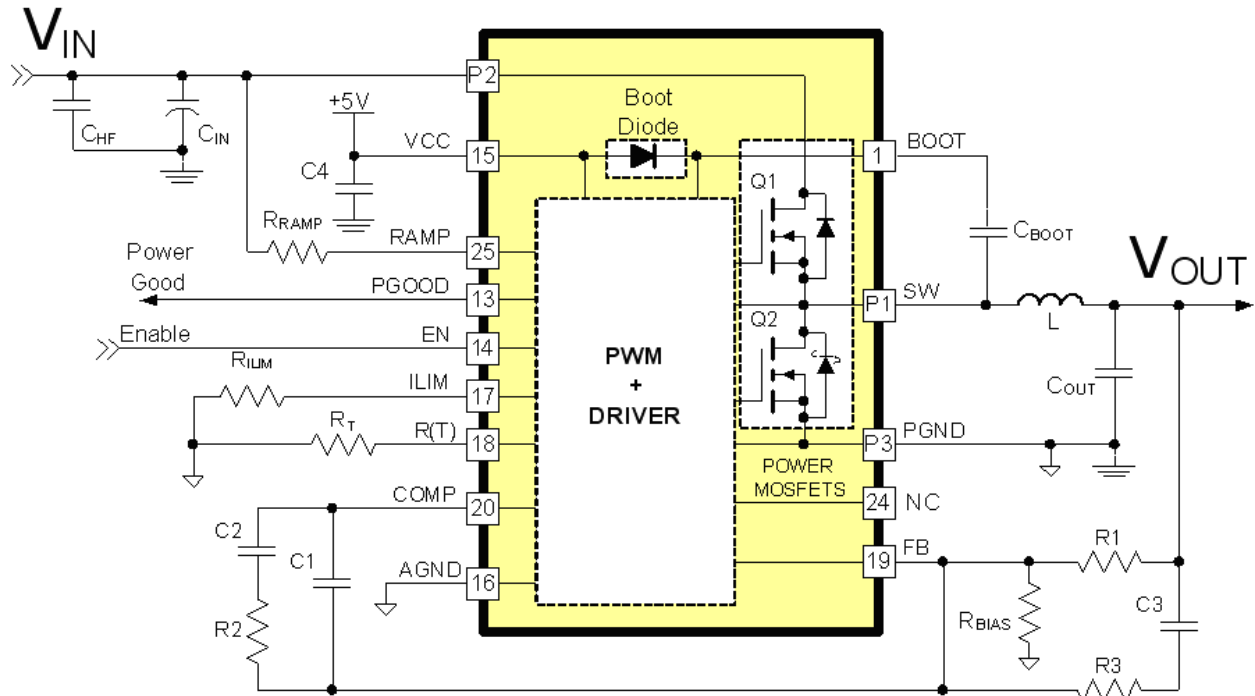 VIN
P2
+5V
Boot
Diode
CHF
CIN
VCC
15
1
BOOT
C4
Q1
RRAMP
RAMP
25
CBOOT
Power
Good
PGOOD
13
VOUT
P1
SW
L
Enable
EN
14
Q2
RILIM
ILIM
17
PWM
+
DRIVER
COUT
RT
R(T)
18
P3
PGND
POWER
MOSFETS
COMP
20
24
NC
C2
C1
19
FB
R1
AGND
16
RBIAS
C3
R2
R3